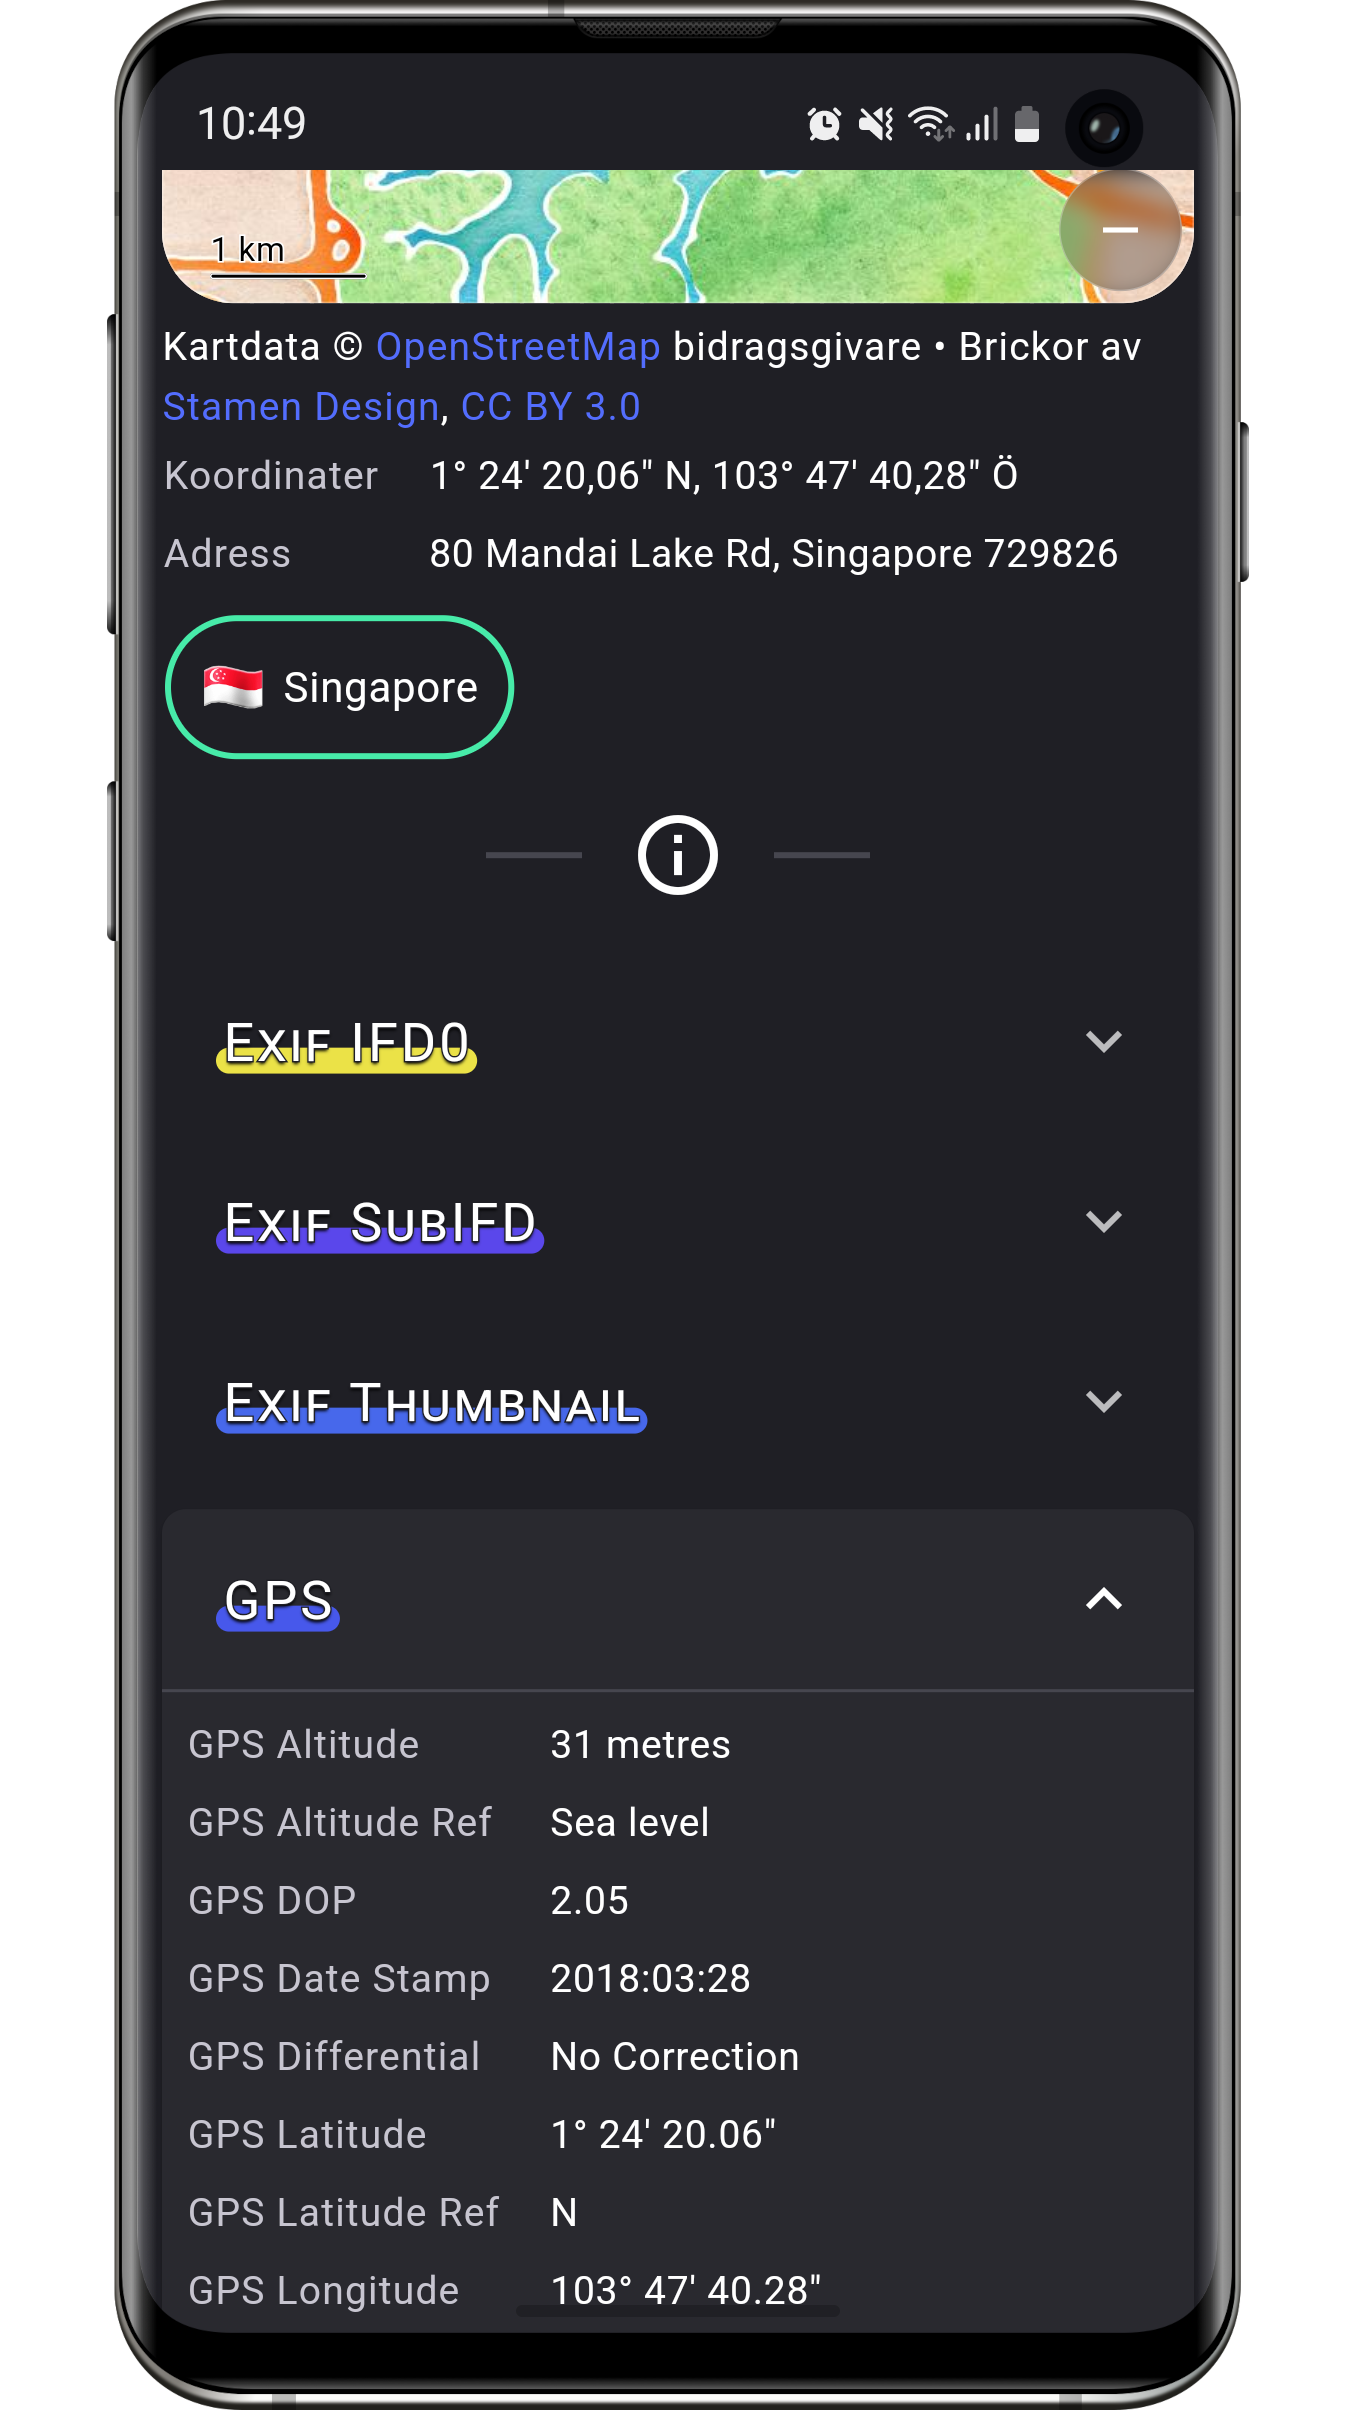 10:49
1 km
Kartdata © OpenStreetMap bidragsgivare • Brickor av
Stamen Design, CC BY 3.0
Koordinater 1° 24' 20,06" N, 103° 47' 40,28" Ö
Adress 80 Mandai Lake Rd, Singapore 729826
Singapore
Exif IFD0
Exif SubIFD
Exif Thumbnail
GPS
GPS Altitude 31 metres
GPS Altitude Ref Sea level
GPS DOP 2.05
GPS Date Stamp 2018:03:28
GPS Differential No Correction
GPS Latitude 1° 24' 20.06"
GPS Latitude Ref N
GPS Longitude 103° 47' 40.28"